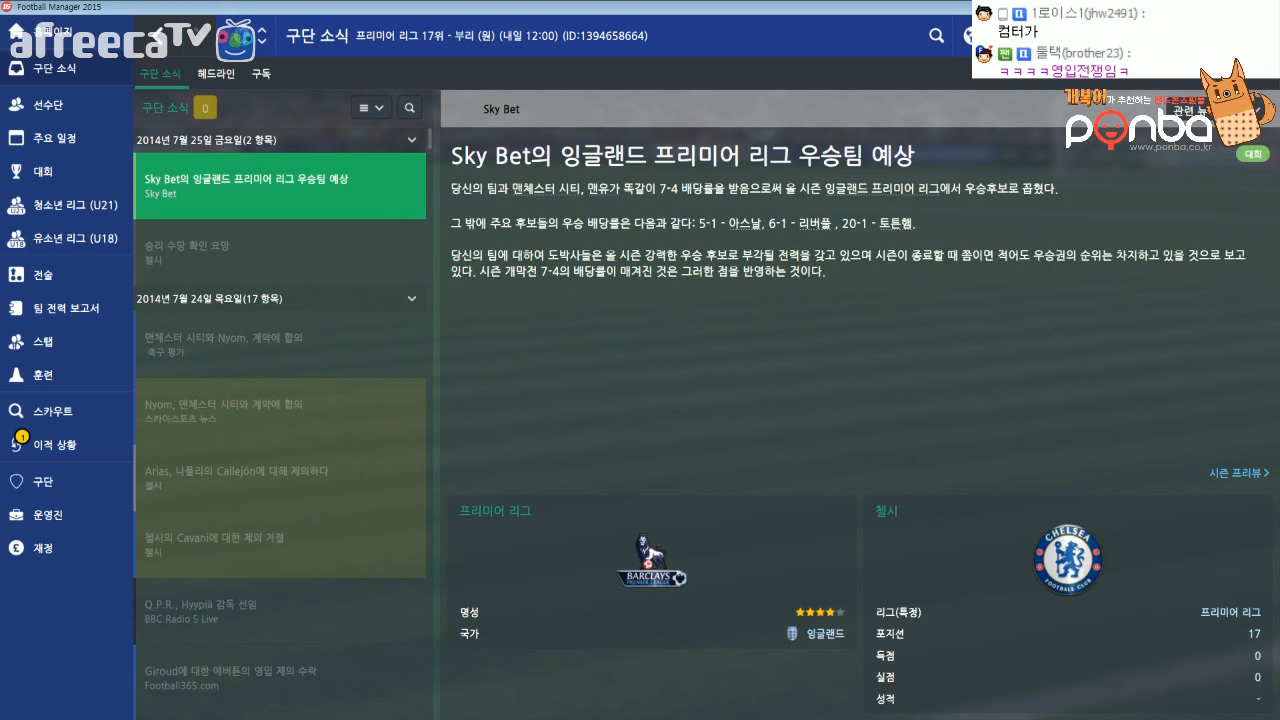 Football Manager 2015
afreecaTV
구단 소식
프리미어 리그 17위 - 부리 (원) (내일 12:00) (ID:1394658664)
1로이스1(jhw2491) :
컴터가
팬 둘택(brother23) :
ㅋㅋㅋㅋ영입전쟁임ㅋ
구단 소식
선수단
주요 일정
대회
청소년 리그 (U21)
유소년 리그 (U18)
전술
팀 전력 보고서
스탭
훈련
스카우트
1
이적 상황
구단
운영진
재정
구단 소식 헤드라인 구독
구단 소식 0
2014년 7월 25일 금요일(2 항목)
Sky Bet의 잉글랜드 프리미어 리그 우승팀 예상
Sky Bet
승리 수당 확인 요망
첼시
2014년 7월 24일 목요일(17 항목)
맨체스터 시티와 Nyom, 계약에 합의
축구 평가
Nyom, 맨체스터 시티와 계약에 합의
스카이스포츠 뉴스
Arias, 나폴리의 Callejón에 대해 제의하다
첼시
첼시의 Cavani에 대한 제의 거절
첼시
Q.P.R., Hyypiä 감독 선임
BBC Radio 5 Live
Giroud에 대한 에버튼의 영입 제의 수락
Football365.com
Sky Bet
관련 뉴
개복어가 추천하는
ponba
www.ponba.co.kr
대회
Sky Bet의 잉글랜드 프리미어 리그 우승팀 예상
당신의 팀과 맨체스터 시티, 맨유가 똑같이 7-4 배당률을 받음으로써 올 시즌 잉글랜드 프리미어 리그에서 우승후보로 꼽혔다.
그 밖에 주요 후보들의 우승 배당률은 다음과 같다: 5-1 - 아스날, 6-1 - 리버풀 , 20-1 - 토튼햄.
당신의 팀에 대하여 도박사들은 올 시즌 강력한 우승 후보로 부각될 전력을 갖고 있으며 시즌이 종료할 때 쯤이면 적어도 우승권의 순위는 차지하고 있을 것으로 보고
있다. 시즌 개막전 7-4의 배당률이 매겨진 것은 그러한 점을 반영하는 것이다.
시즌 프리뷰 >
프리미어 리그
BARCLAYS
PREMIER LEAGUE
명성
국가 잉글랜드
첼시
CHELSEA
FOOTBALL CLUB
리그(특정) 프리미어 리그
포지션 17
득점 0
실점 0
성적 -